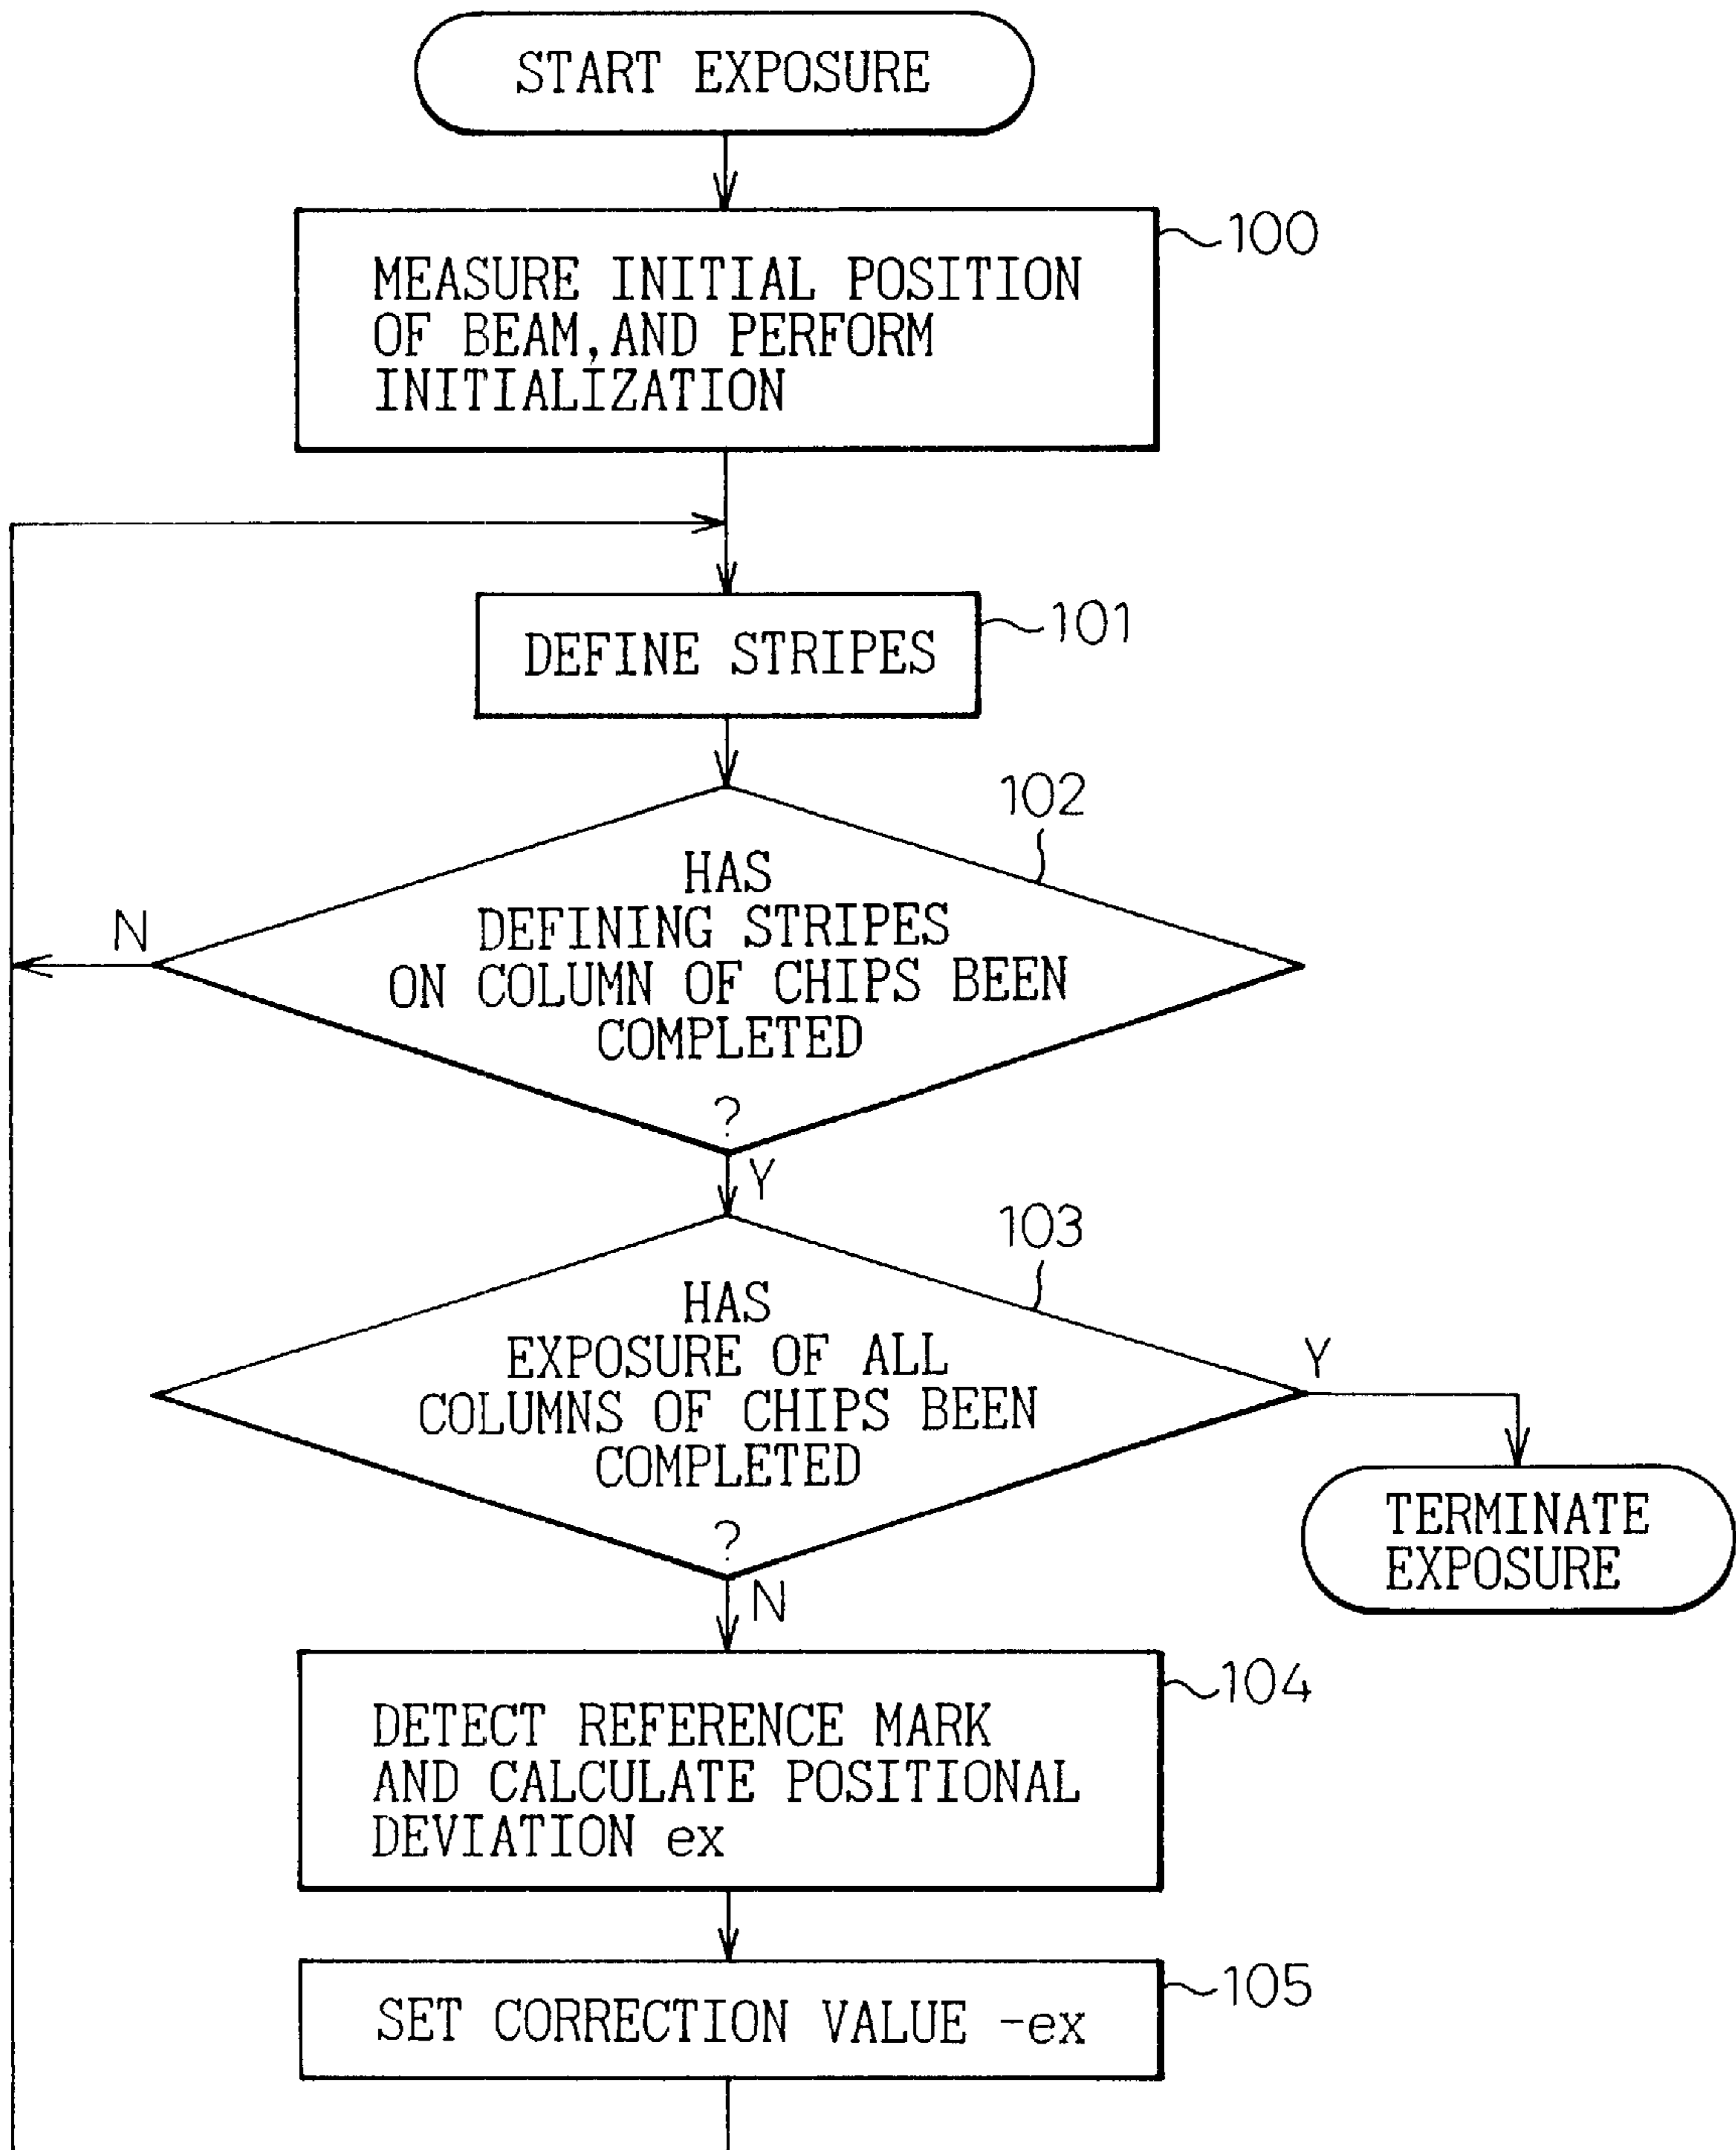 START EXPOSURE
100
MEASURE INITIAL POSITION
OF BEAM,AND PERFORM
INITIALIZATION
101
DEFINE STRIPES
102
HAS
DEFINING STRIPES
ON COLUMN OF CHIPS BEEN
COMPLETED
?
N
Y
103
HAS
EXPOSURE OF ALL
COLUMNS OF CHIPS BEEN
COMPLETED
?
Y
TERMINATE
EXPOSURE
N
104
DETECT REFERENCE MARK
AND CALCULATE POSITIONAL
DEVIATION ex
105
SET CORRECTION VALUE -ex